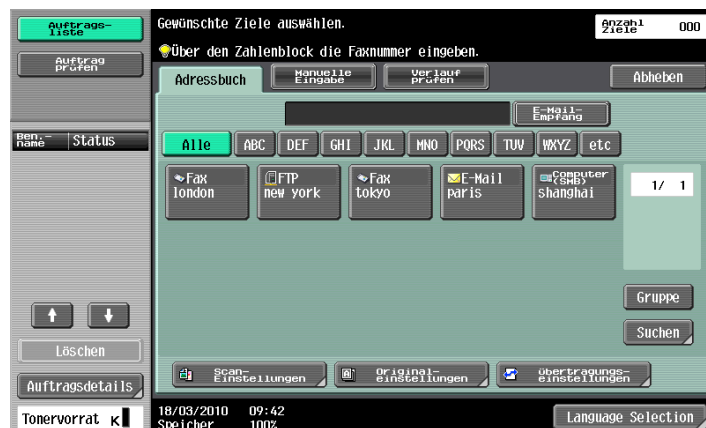 Auftrags-
liste
Auftrag
prüfen
Ben.-
name
Status
Löschen
Auftragsdetails
Tonervorrat K
Gewünschte Ziele auswählen.
Anzahl
Ziele
000
Über den Zahlenblock die Faxnummer eingeben.
Adressbuch
Manuelle
Eingabe
Verlauf
prüfen
Abheben
E-Mail-
Empfang
Alle ABC DEF GHI JKL MNO PQRS TUV WXYZ etc
Fax
london
FTP
new york
Fax
tokyo
E-Mail
paris
Computer
(SMB)
shanghai
1/ 1
Gruppe
Suchen
Scan-
Einstellungen
Original-
einstellungen
übertragungs-
einstellungen
18/03/2010 09:42
Speicher 100%
Language Selection